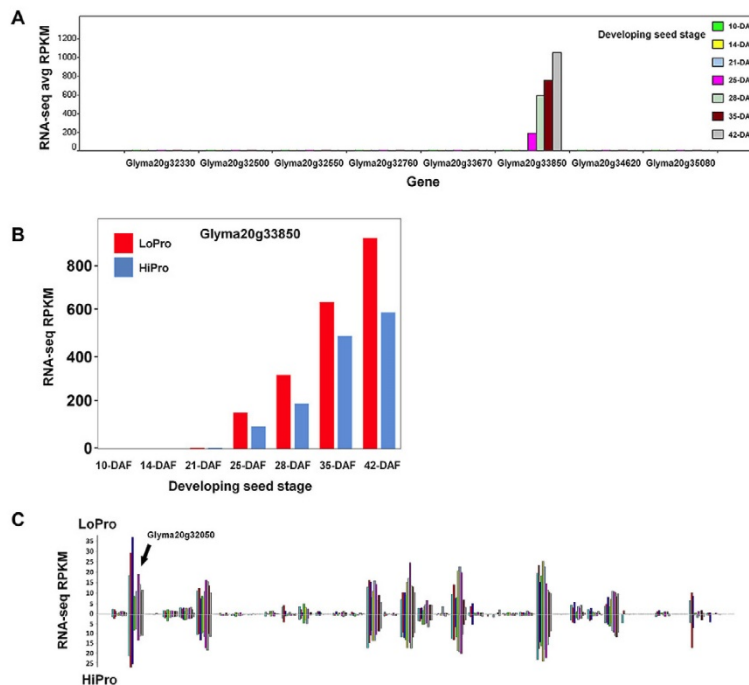 A
RNA-seq avg RPKM
1200
1000
800
600
400
200
0
Developing seed stage
10-DA
14-DA
21-DA
25-DA
28-DA
35-DA
42-DA
Glyma20g32330 Glyma20g32500 Glyma20g32550 Glyma20g32760 Glyma20g33670 Glyma20g33850 Glyma20g34620 Glyma20g35080
Gene
B
Glyma20g33850
LoPro
HiPro
RNA-seq RPKM
800
600
400
200
0
10-DAF 14-DAF 21-DAF 25-DAF 28-DAF 35-DAF 42-DAF
Developing seed stage
C
LoPro
Glyma20g32050
RNA-seq RPKM
35
30
25
20
15
10
5
0
5
10
15
20
25
HiPro